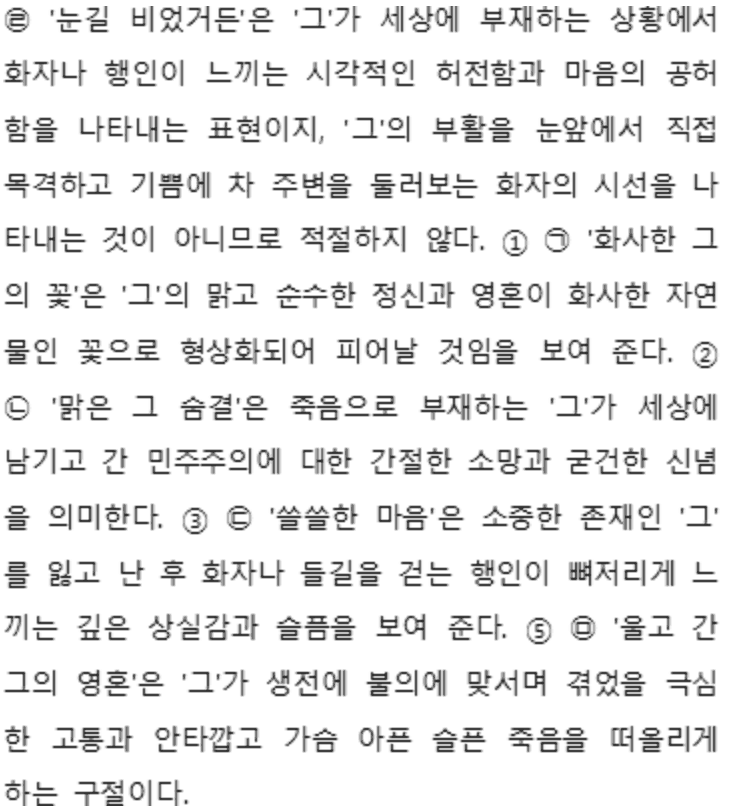 ㉣ '눈길 비었거든'은 '그'가 세상에 부재하는 상황에서
화자나 행인이 느끼는 시각적인 허전함과 마음의 공허
함을 나타내는 표현이지, '그'의 부활을 눈앞에서 직접
목격하고 기쁨에 차 주변을 둘러보는 화자의 시선을 나
타내는 것이 아니므로 적절하지 않다. ① ㉠ '화사한 그
의 꽃'은 '그'의 맑고 순수한 정신과 영혼이 화사한 자연
물인 꽃으로 형상화되어 피어날 것임을 보여 준다. ②
㉡ '맑은 그 숨결'은 죽음으로 부재하는 '그'가 세상에
남기고 간 민주주의에 대한 간절한 소망과 굳건한 신념
을 의미한다. ③ ㉢ '쓸쓸한 마음'은 소중한 존재인 '그'
를 잃고 난 후 화자나 들길을 걷는 행인이 뼈저리게 느
끼는 깊은 상실감과 슬픔을 보여 준다. ⑤ ㉤ '울고 간
그의 영혼'은 '그'가 생전에 불의에 맞서며 겪었을 극심
한 고통과 안타깝고 가슴 아픈 슬픈 죽음을 떠올리게
하는 구절이다.